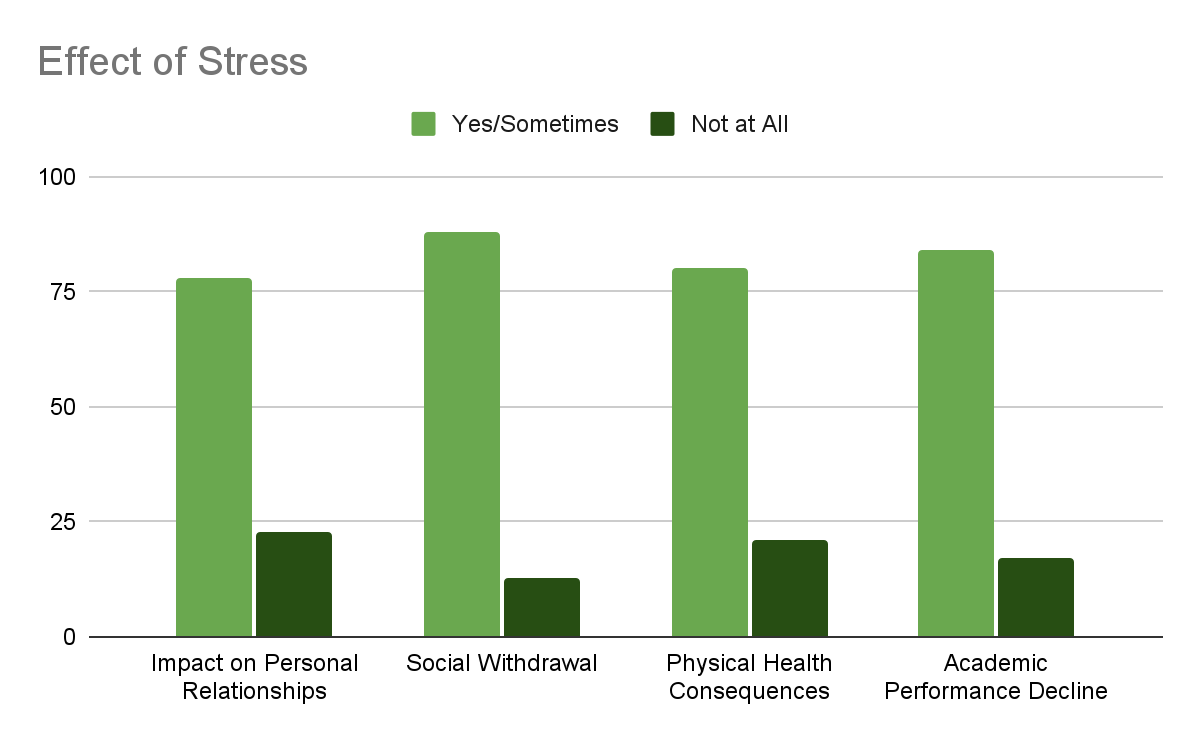 Effect of Stress
Yes/Sometimes Not at All
100
75
50
25
0
Impact on Personal Relationships
Social Withdrawal
Physical Health Consequences
Academic Performance Decline